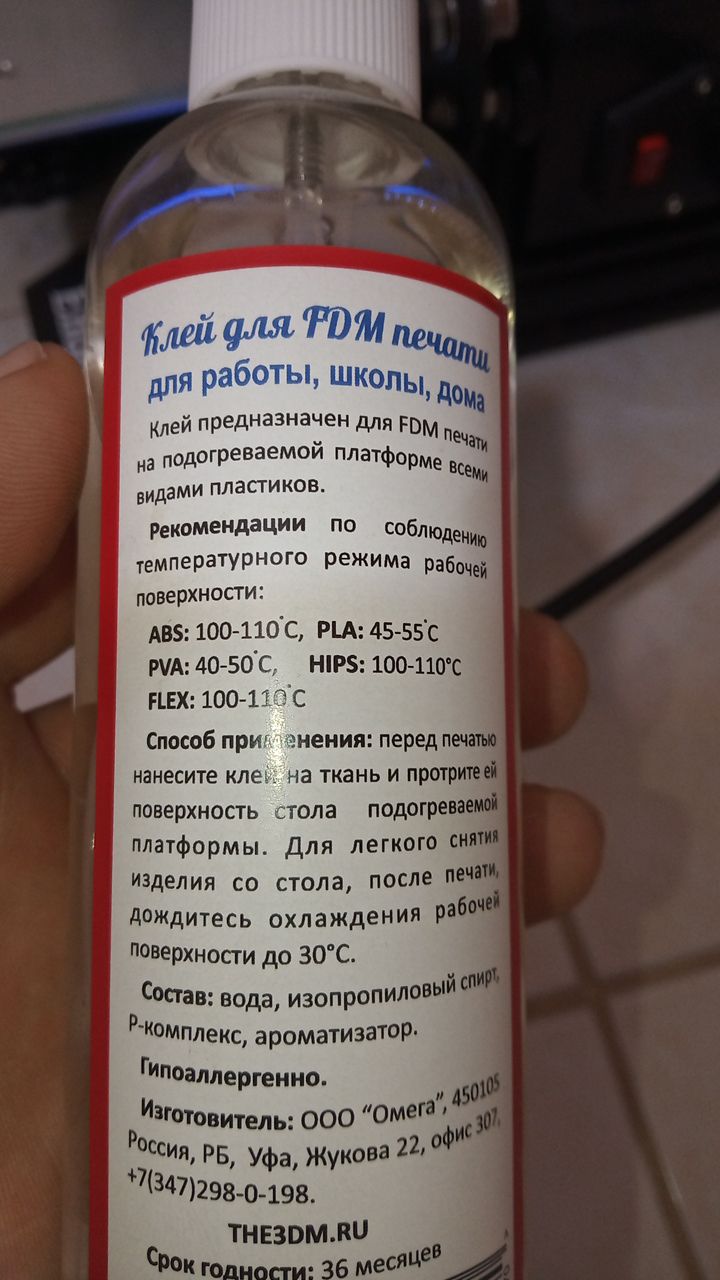 Клей для FDM печати
для работы, школы, дома
Клей предназначен для FDM печати
на подогреваемой платформе всеми
видами пластиков.
Рекомендации по соблюдению
температурного режима рабочей
поверхности:
ABS: 100-110°C, PLA: 45-55°C
PVA: 40-50°C, HIPS: 100-110°C
FLEX: 100-110°C
Способ применения: перед печатью
нанесите клей на ткань и протрите ей
поверхность стола подогреваемой
платформы. Для легкого снятия
изделия со стола, после печати,
дождитесь охлаждения рабочей
поверхности до 30°C.
Состав: вода, изопропиловый спирт,
Р-комплекс, ароматизатор.
Гипоаллергенно.
Изготовитель: ООО “Омега”, 450105
Россия, РБ, Уфа, Жукова 22, офис 307,
+7(347)298-0-198.
THE3DM.RU
Срок годности: 36 месяцев